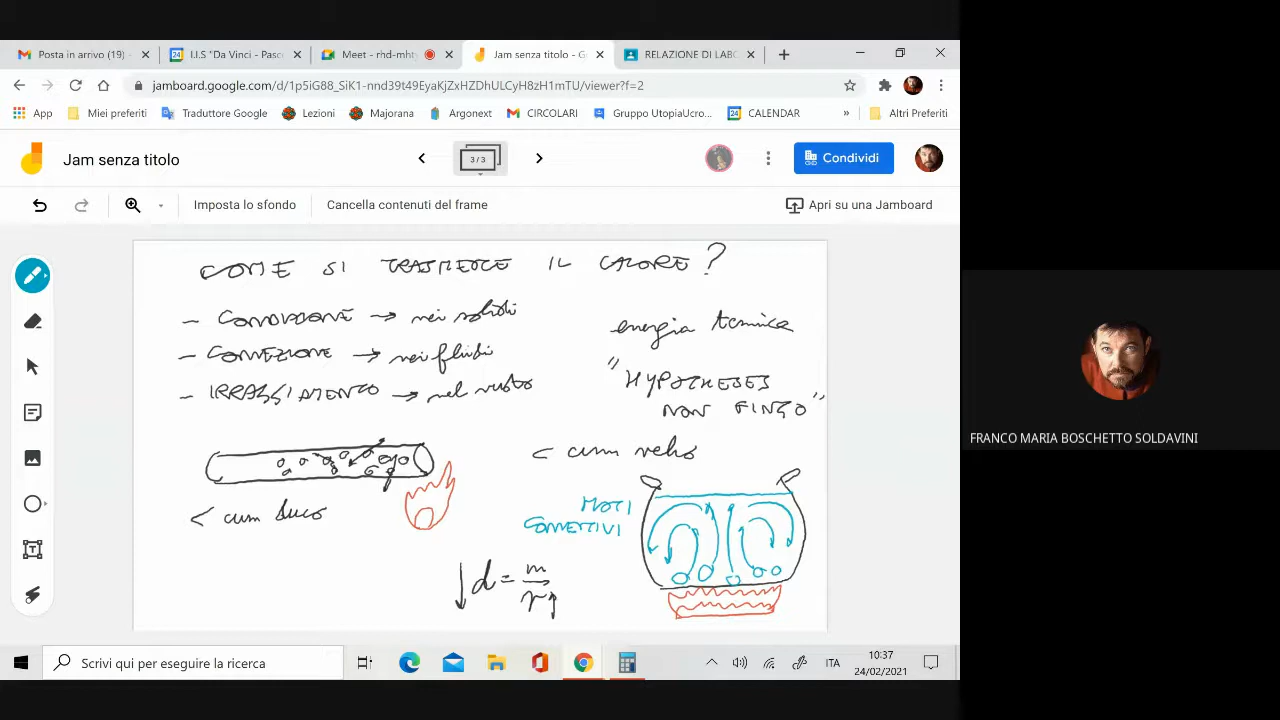 Posta in arrivo (19) -
I.I.S "Da Vinci - Pasc
Meet - rhd-mht
Jam senza titolo - G
RELAZIONE DI LABO
jamboard.google.com/d/1p5iG88_SiK1-nnd39t49EyaKjZxHZDhULCyH8zH1mTU/viewer?f=2
App
Miei preferiti
Traduttore Google
Lezioni
Majorana
Argonext
CIRCOLARI
Gruppo UtopiaUcro...
CALENDAR
»
Altri Preferiti
Jam senza titolo
3/3
Condividi
Imposta lo sfondo
Cancella contenuti del frame
Apri su una Jamboard
COME SI TRASMETTE IL CALORE?
- CONDUZIONE → nei solidi
- CONVEZIONE → nei fluidi
- IRRAGGIAMENTO → nel vuoto
energia termica
"HYPOTHESES
NON FINGO"
< cum veho
< cum duco
MOTI
CONVETTIVI
↓ d = m/V ↑
FRANCO MARIA BOSCHETTO SOLDAVINI
Scrivi qui per eseguire la ricerca
ITA
10:37
24/02/2021